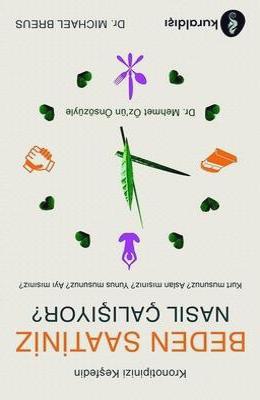 Kronotipinizi Keşfedin
BEDEN SAATİNİZ
NASIL ÇALIŞIYOR?
Kurt musunuz? Aslan mısınız? Yunus musunuz? Ayı mısınız?
Dr. Mehmet Öz'ün Önsözüyle
kuraldışı
Dr. MICHAEL BREUS